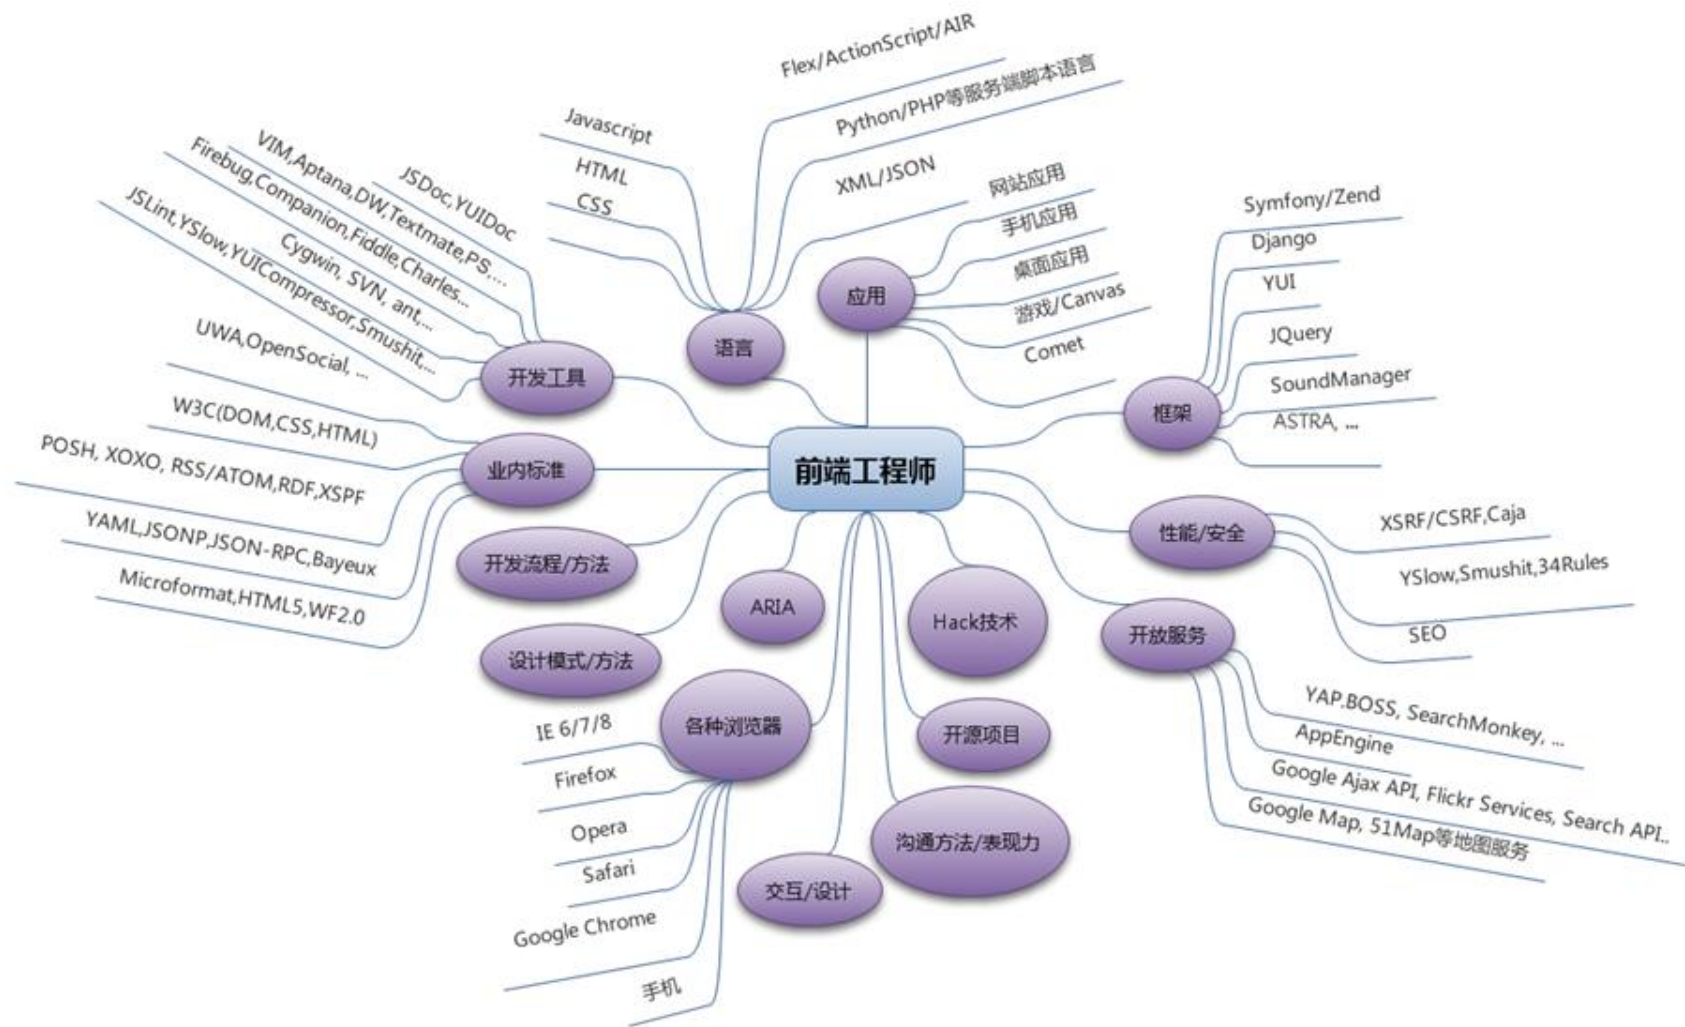 前端工程师
语言
Javascript
HTML
CSS
Flex/ActionScript/AIR
Python/PHP等服务端脚本语言
XML/JSON
应用
网站应用
手机应用
桌面应用
游戏/Canvas
Comet
框架
Symfony/Zend
Django
YUI
JQuery
SoundManager
ASTRA, ...
性能/安全
XSRF/CSRF,Caja
YSlow,Smushit,34Rules
SEO
开放服务
YAP.BOSS, SearchMonkey, ...
AppEngine
Google Ajax API, Flickr Services, Search API..
Google Map, 51Map等地图服务
Hack技术
开源项目
沟通方法/表现力
交互/设计
ARIA
各种浏览器
IE 6/7/8
Firefox
Opera
Safari
Google Chrome
手机
设计模式/方法
开发流程/方法
业内标准
UWA,OpenSocial, ...
W3C(DOM,CSS,HTML)
POSH, XOXO, RSS/ATOM,RDF,XSPF
YAML,JSONP,JSON-RPC,Bayeux
Microformat,HTML5,WF2.0
开发工具
JSDoc,YUIDoc
VIM,Aptana,DW,Textmate,PS,...
Firebug,Companion,Fiddle,Charles...
Cygwin, SVN, ant,...
JSLint,YSlow,YUICompressor,Smushit,...